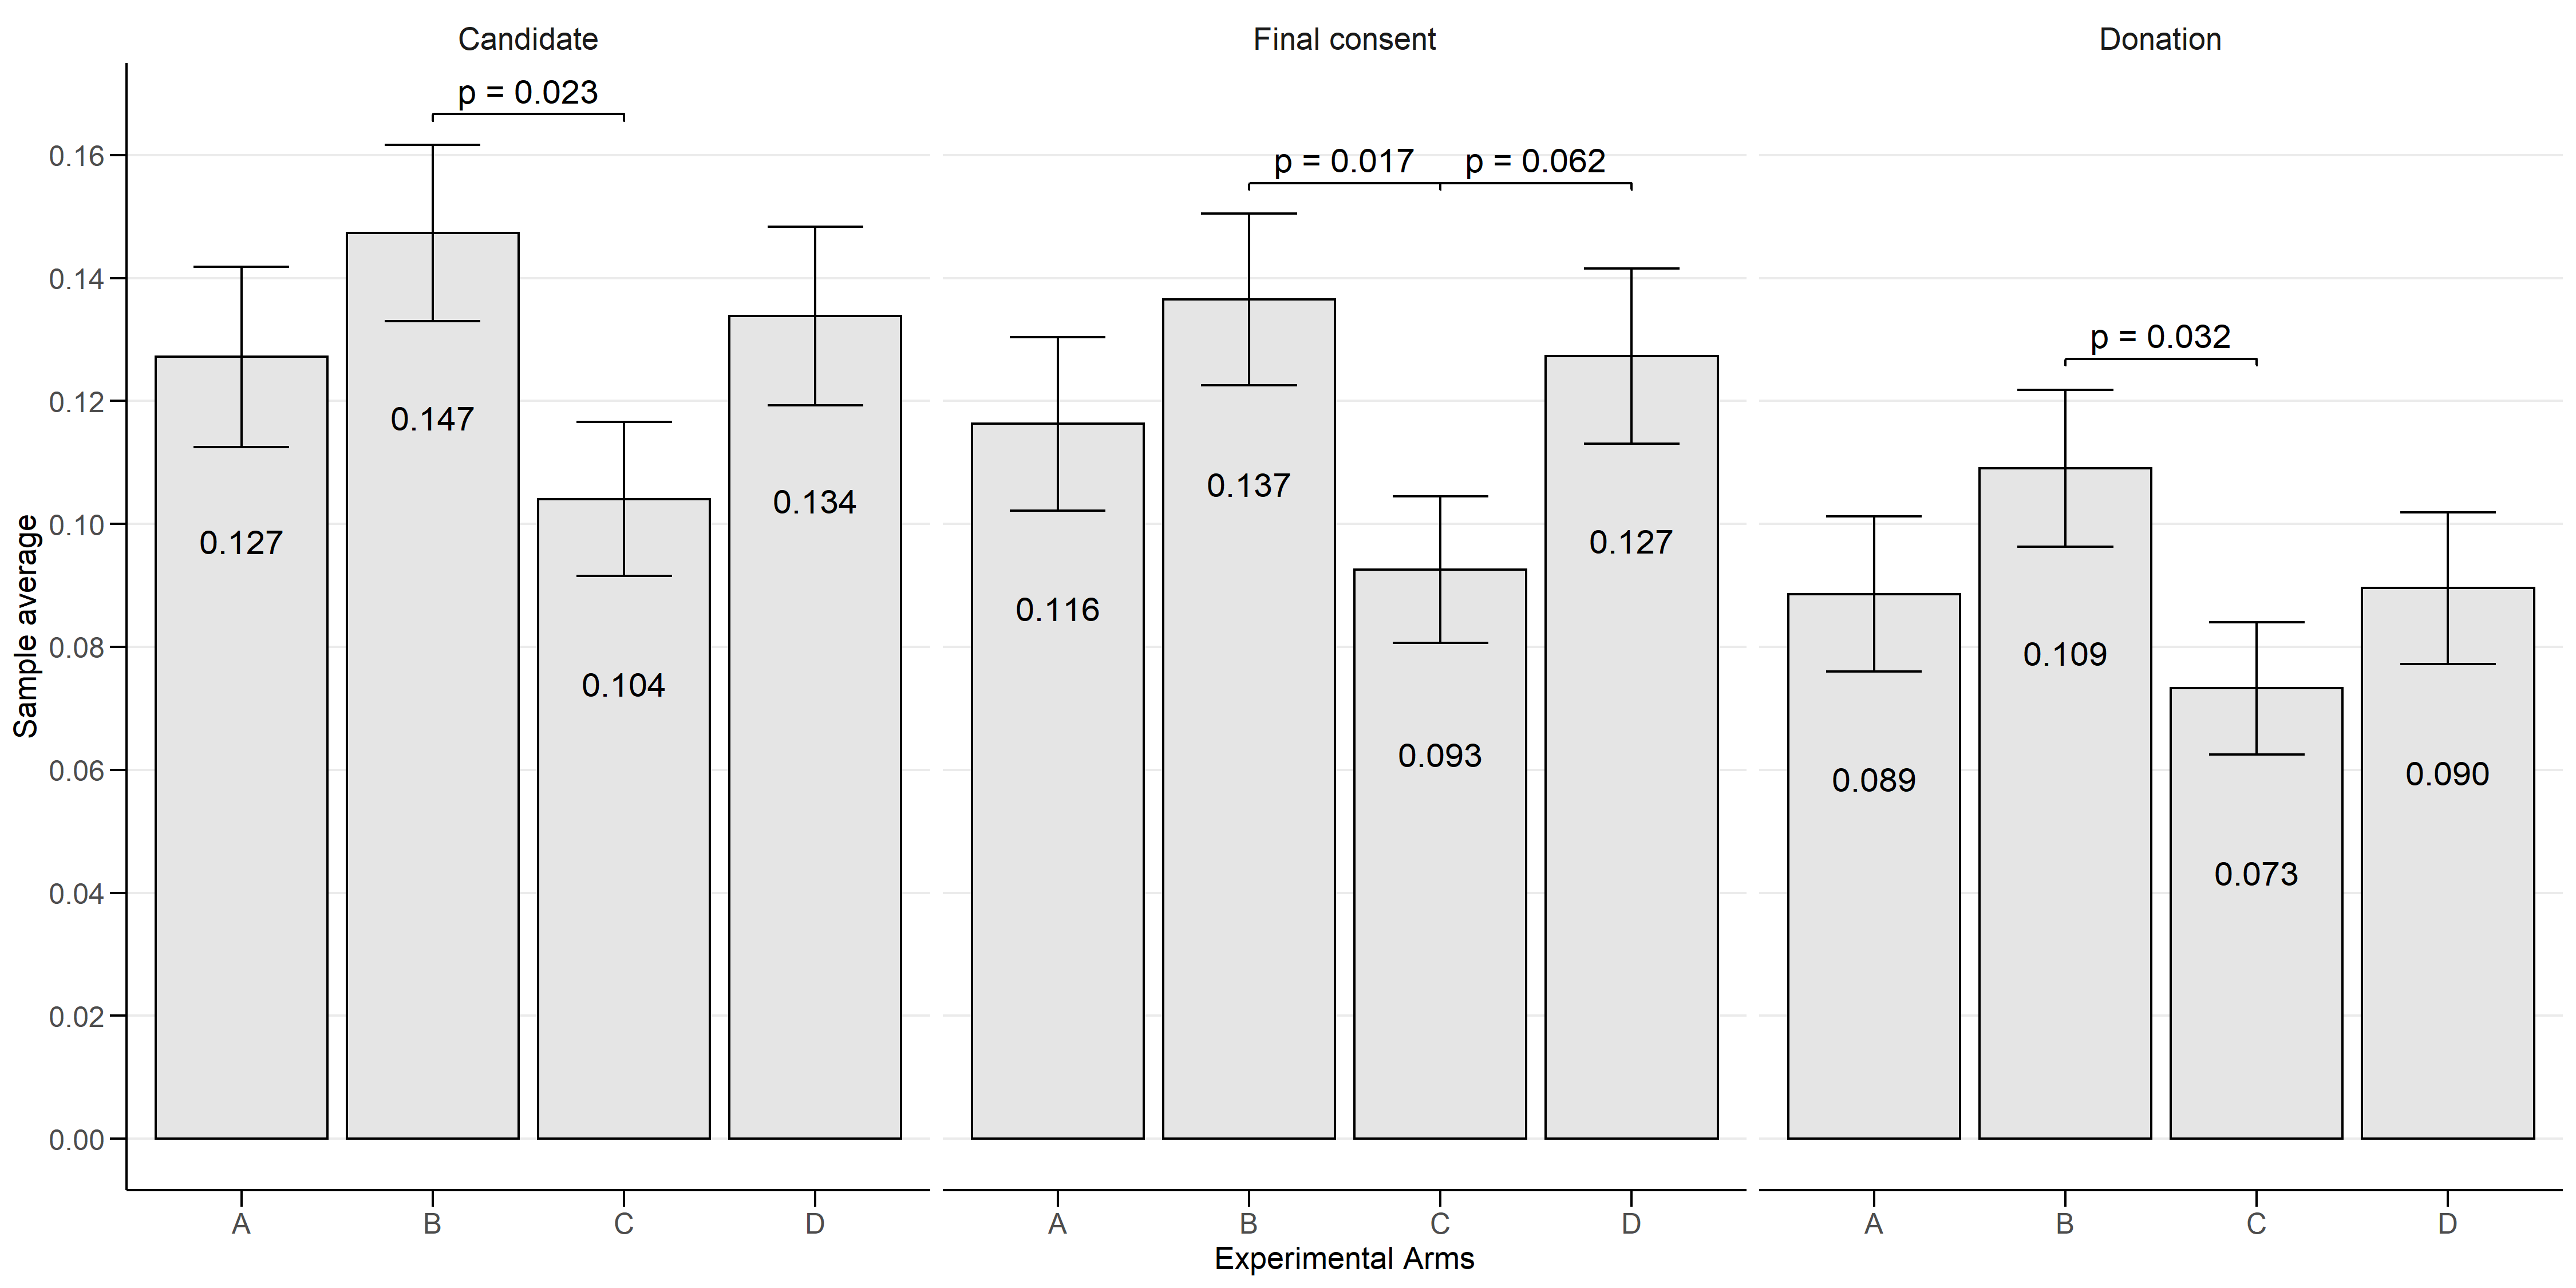 Candidate
Final consent
Donation
p = 0.023
p = 0.017
p = 0.062
p = 0.032
Sample average
0.16
0.14
0.12
0.10
0.08
0.06
0.04
0.02
0.00
0.127
0.147
0.104
0.134
0.116
0.137
0.093
0.127
0.089
0.109
0.073
0.090
A
B
C
D
A
B
C
D
A
B
C
D
Experimental Arms